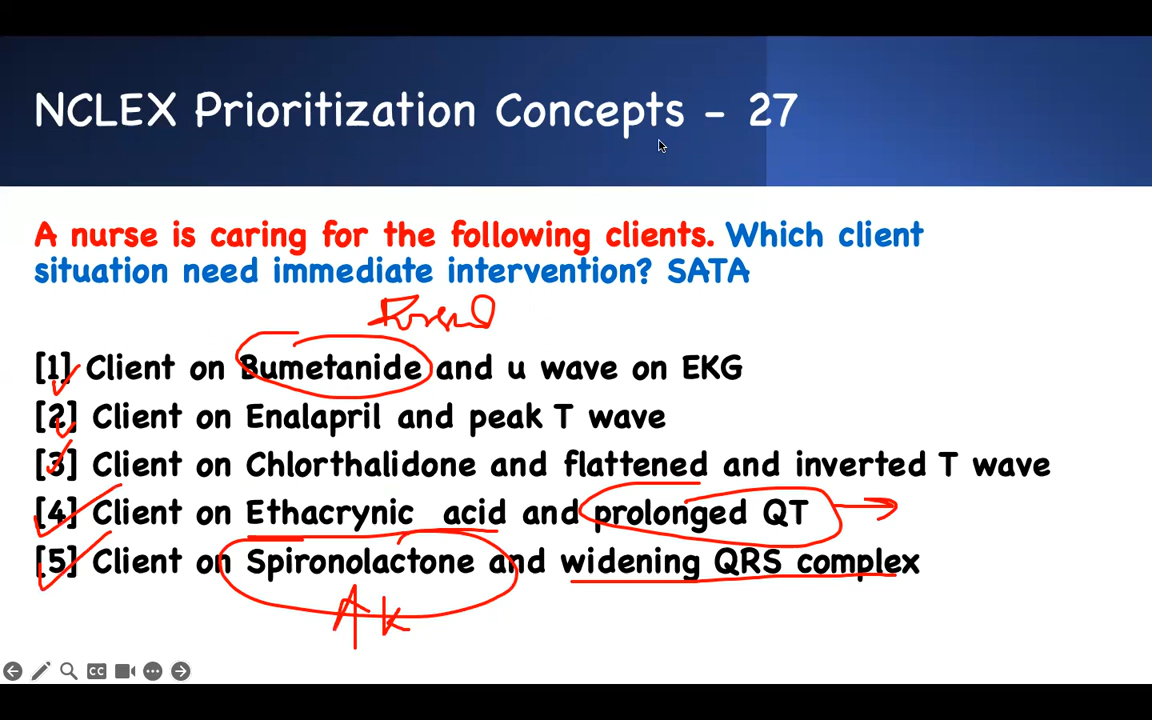 NCLEX Prioritization Concepts - 27
A nurse is caring for the following clients. Which client
situation need immediate intervention? SATA
[1] Client on Bumetanide and u wave on EKG
[2] Client on Enalapril and peak T wave
[3] Client on Chlorthalidone and flattened and inverted T wave
[4] Client on Ethacrynic acid and prolonged QT
[5] Client on Spironolactone and widening QRS complex
↑K
CC